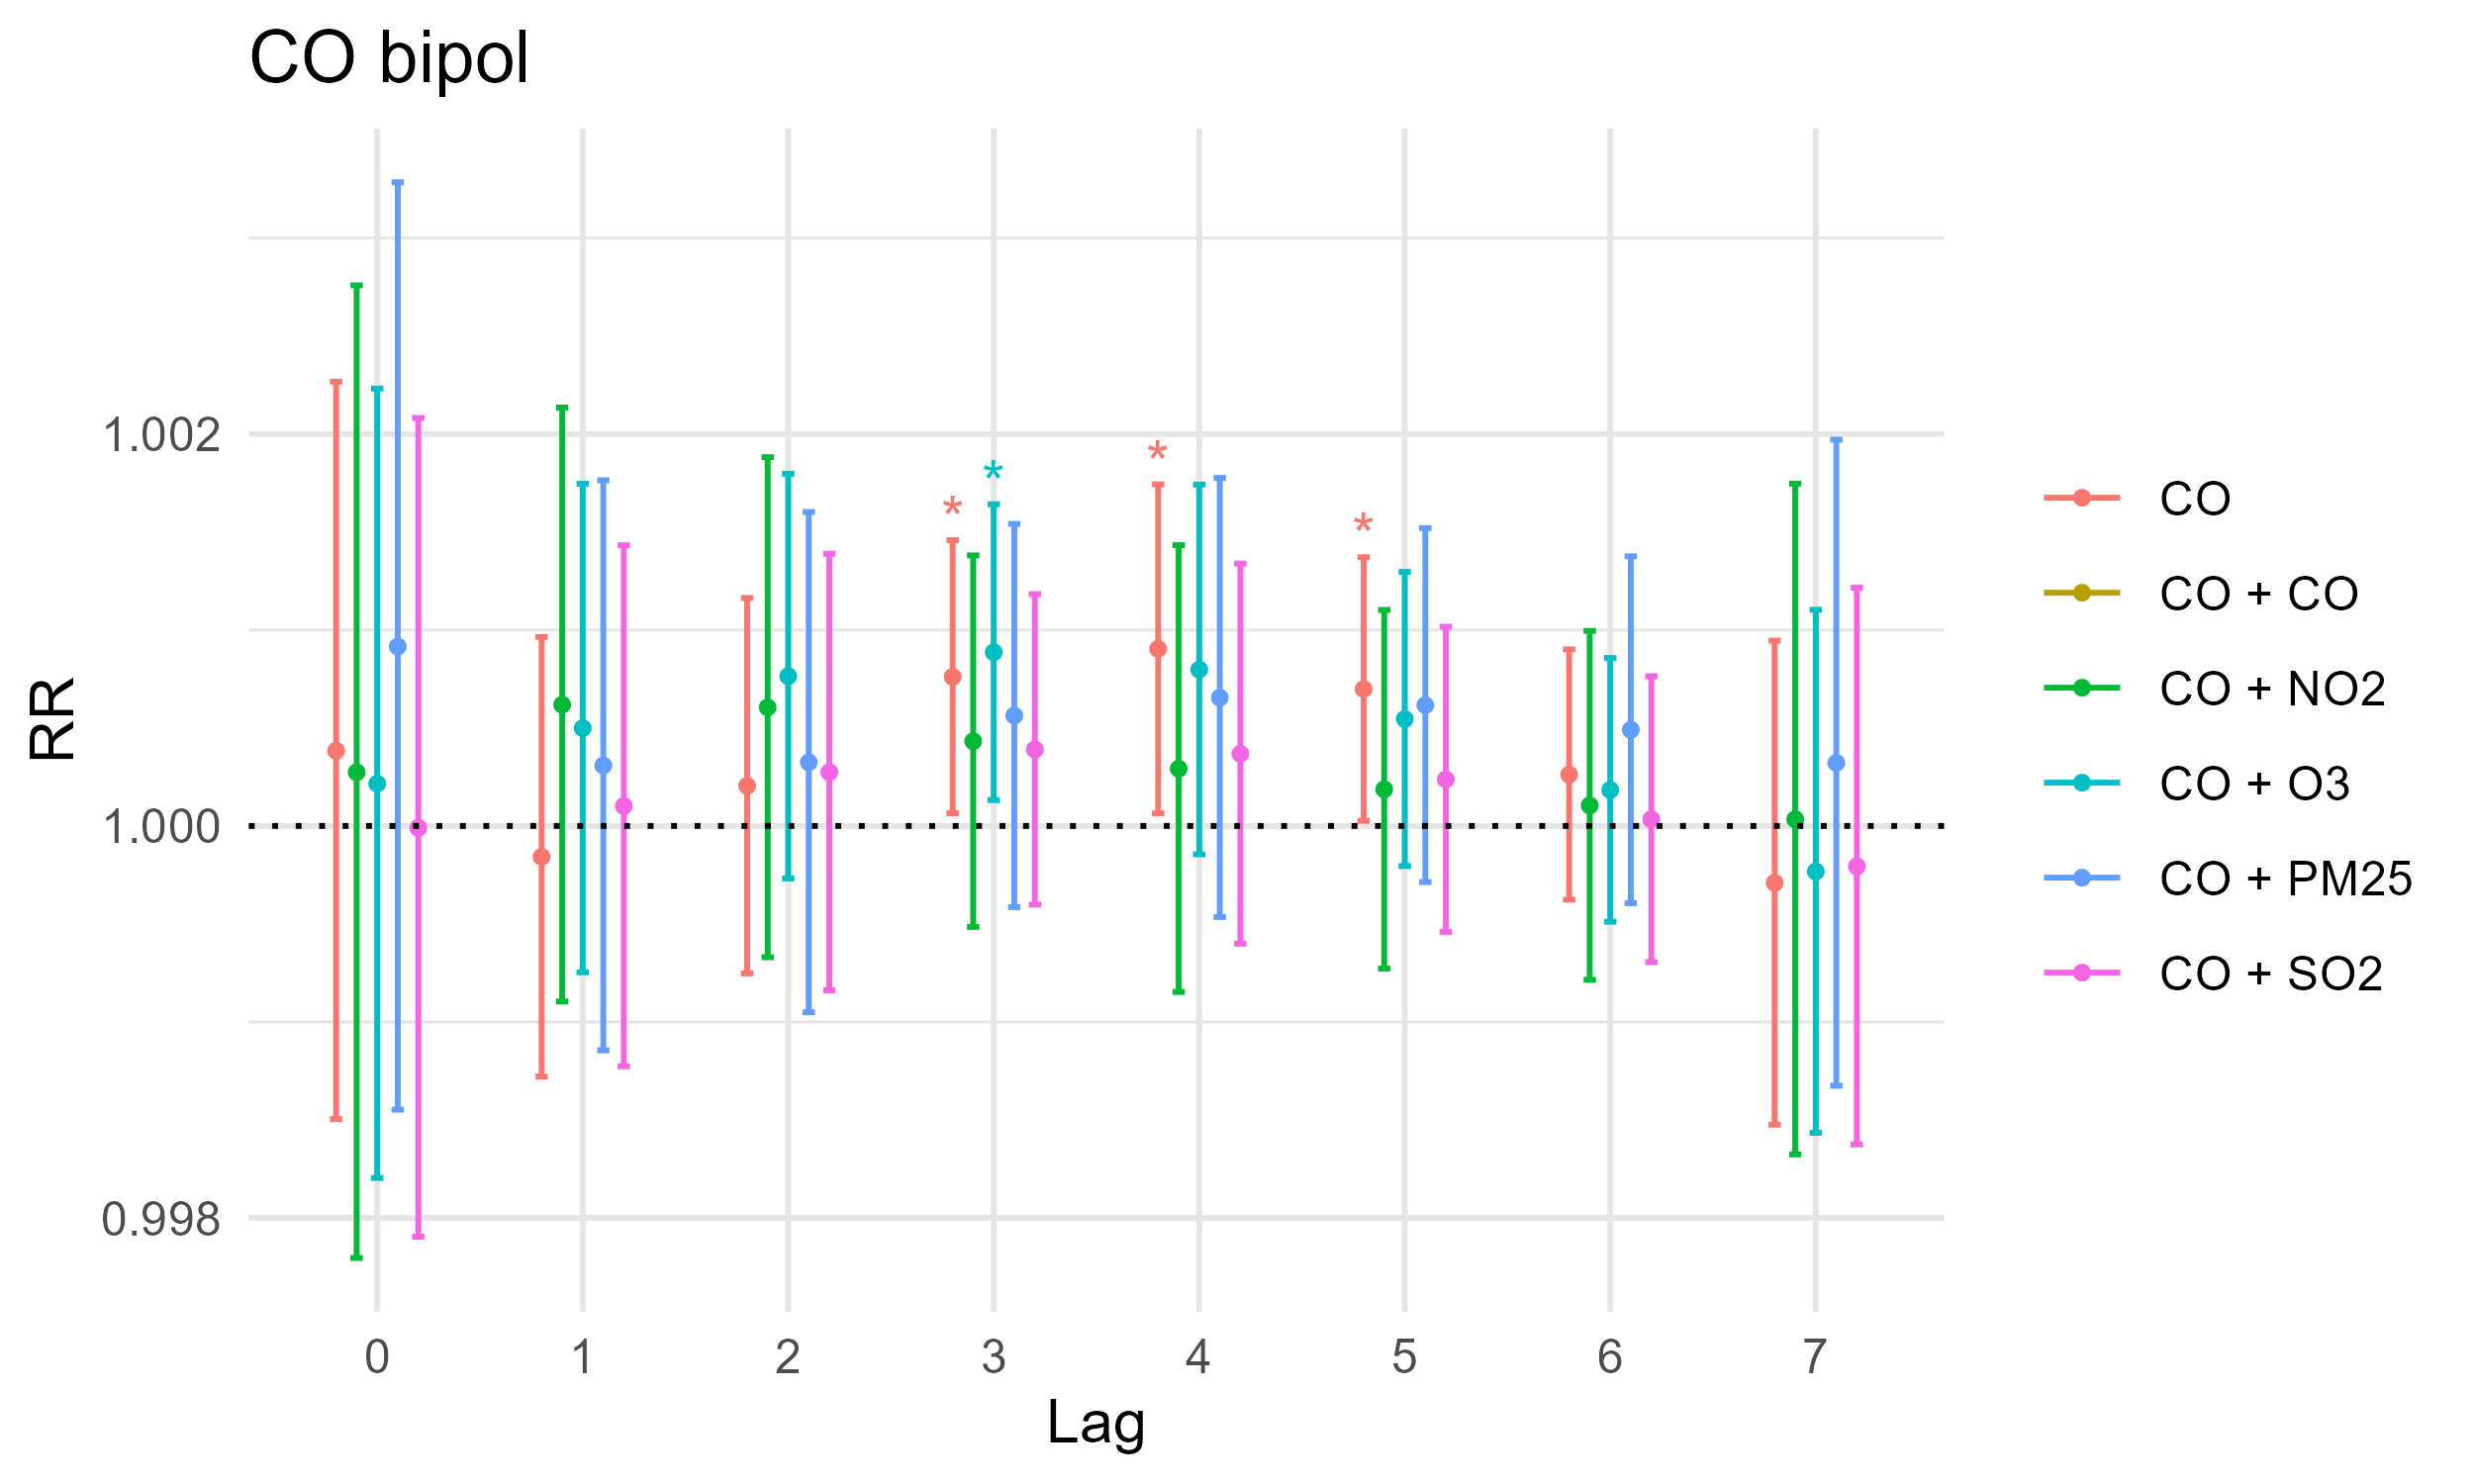 CO bipol
RR
1.002
1.000
0.998
* * * *
0 1 2 3 4 5 6 7
Lag
CO
CO + CO
CO + NO2
CO + O3
CO + PM25
CO + SO2